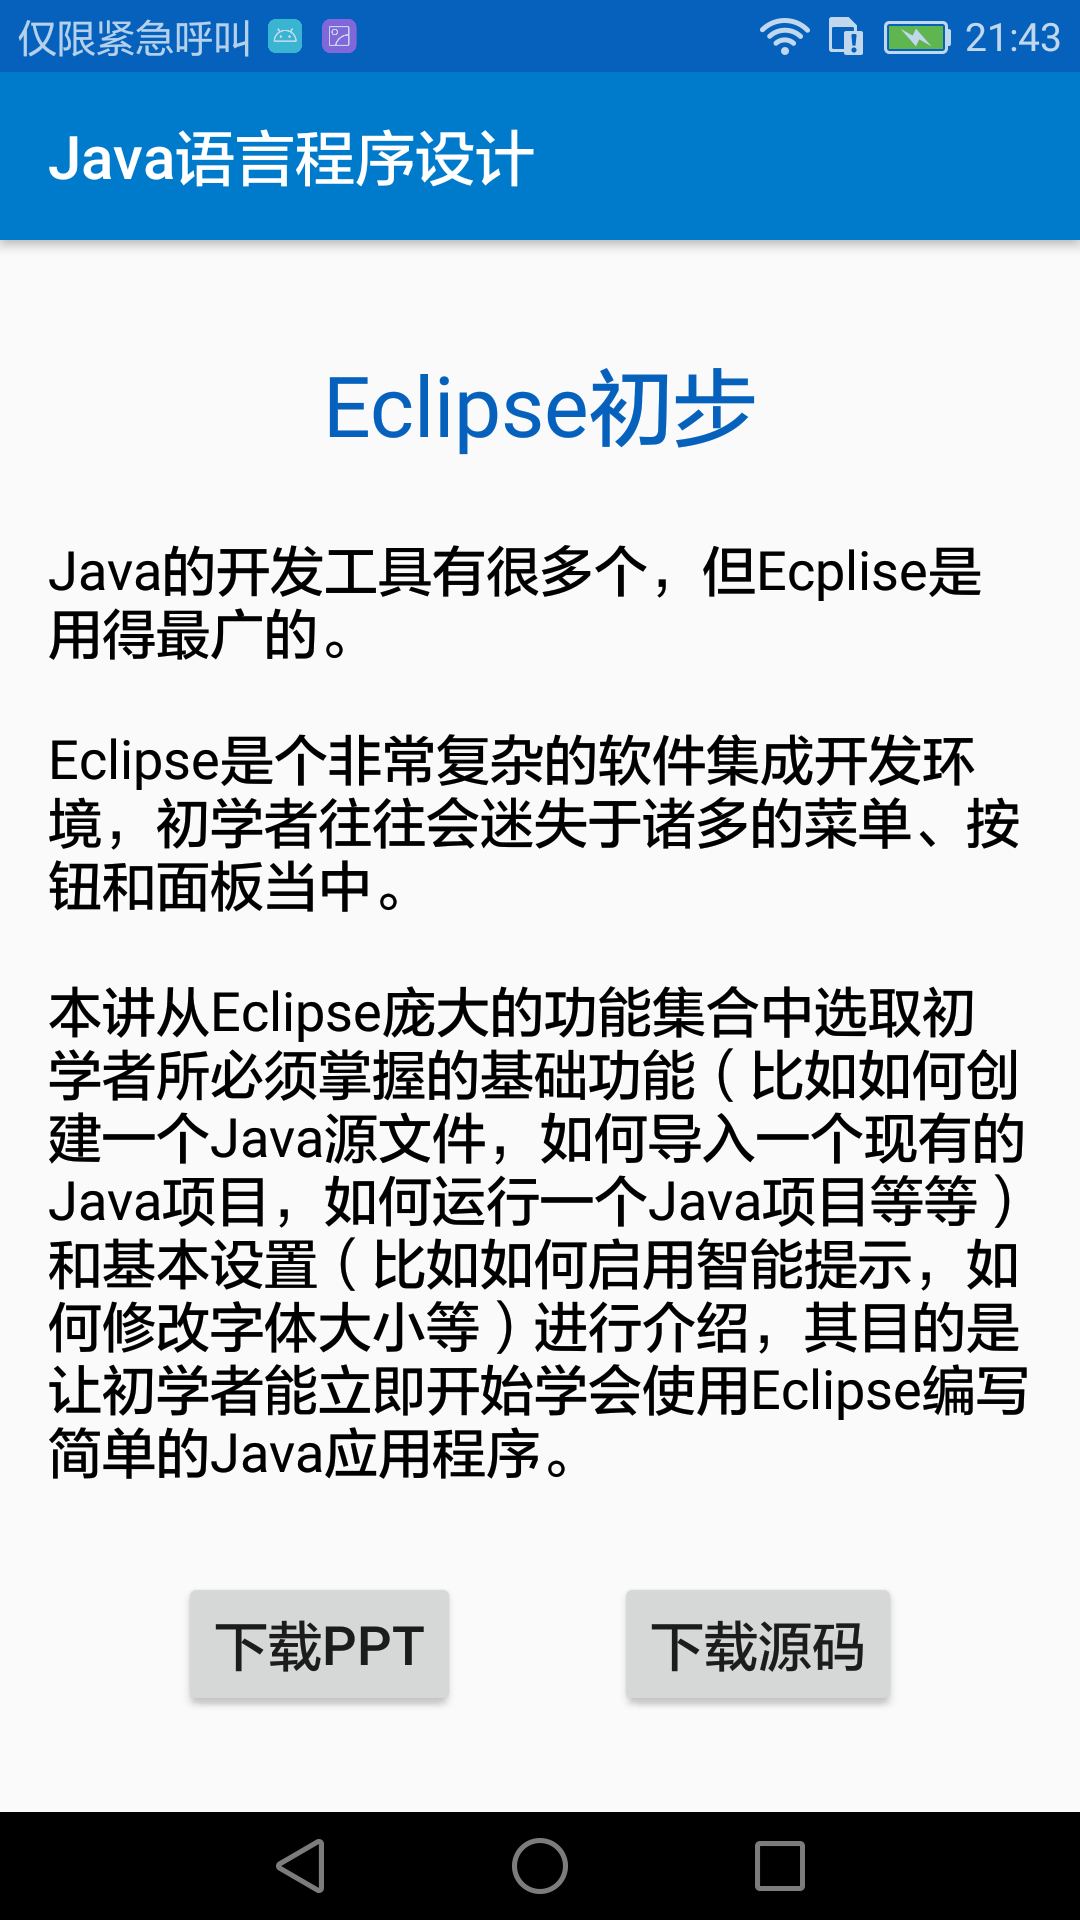 仅限紧急呼叫 21:43
Java语言程序设计
Eclipse初步
Java的开发工具有很多个，但Ecplise是
用得最广的。
Eclipse是个非常复杂的软件集成开发环
境，初学者往往会迷失于诸多的菜单、按
钮和面板当中。
本讲从Eclipse庞大的功能集合中选取初
学者所必须掌握的基础功能（比如如何创
建一个Java源文件，如何导入一个现有的
Java项目，如何运行一个Java项目等等）
和基本设置（比如如何启用智能提示，如
何修改字体大小等）进行介绍，其目的是
让初学者能立即开始学会使用Eclipse编写
简单的Java应用程序。
下载PPT 下载源码